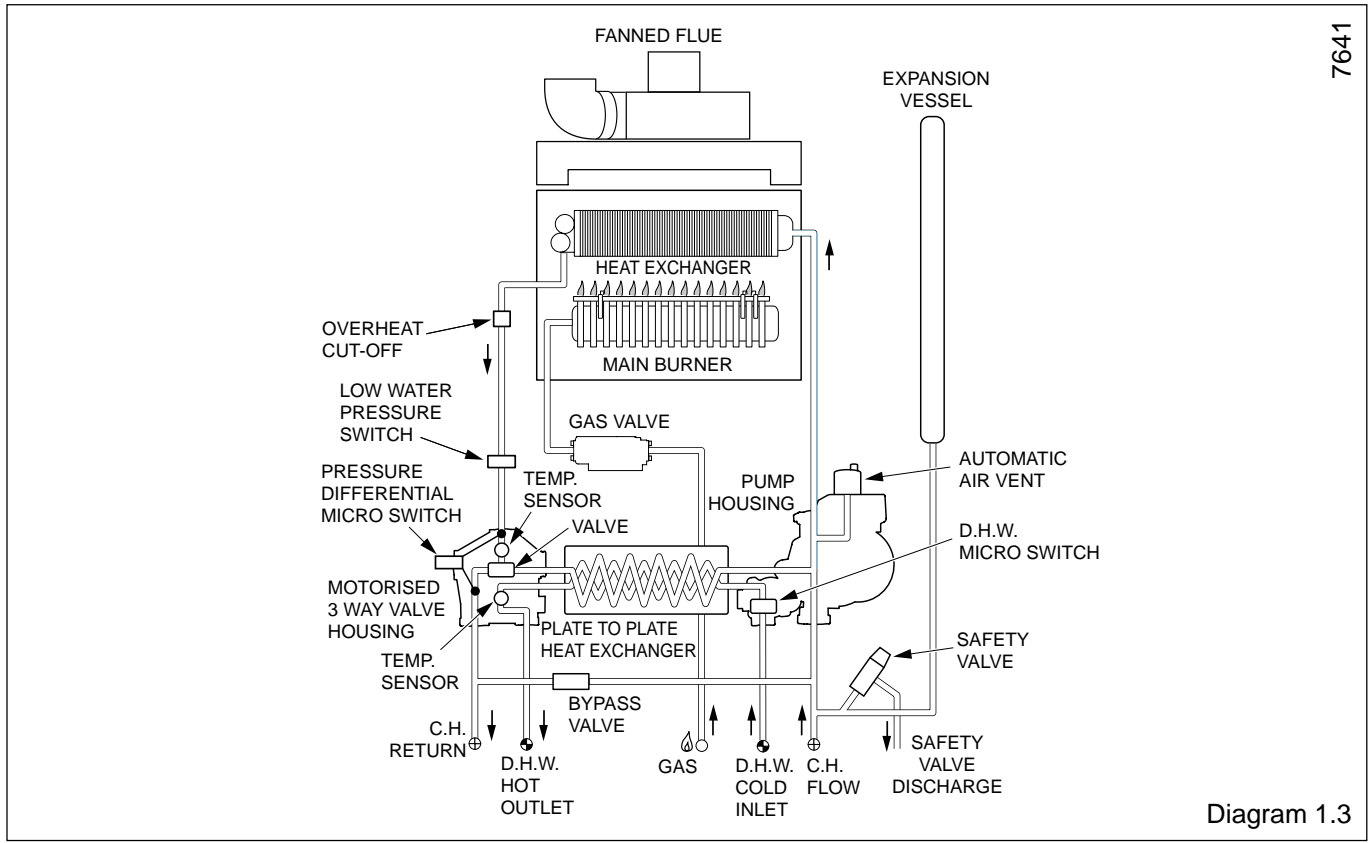 7641
FANNED FLUE
EXPANSION
VESSEL
HEAT EXCHANGER
OVERHEAT
CUT-OFF
MAIN BURNER
LOW WATER
PRESSURE
SWITCH
GAS VALVE
PRESSURE
DIFFERENTIAL
MICRO SWITCH
TEMP.
SENSOR
VALVE
PUMP
HOUSING
AUTOMATIC
AIR VENT
D.H.W.
MICRO SWITCH
MOTORISED
3 WAY VALVE
HOUSING
PLATE TO PLATE
HEAT EXCHANGER
TEMP.
SENSOR
SAFETY
VALVE
BYPASS
VALVE
C.H.
RETURN
D.H.W.
HOT
OUTLET
GAS
D.H.W.
COLD
INLET
C.H.
FLOW
SAFETY
VALVE
DISCHARGE
Diagram 1.3